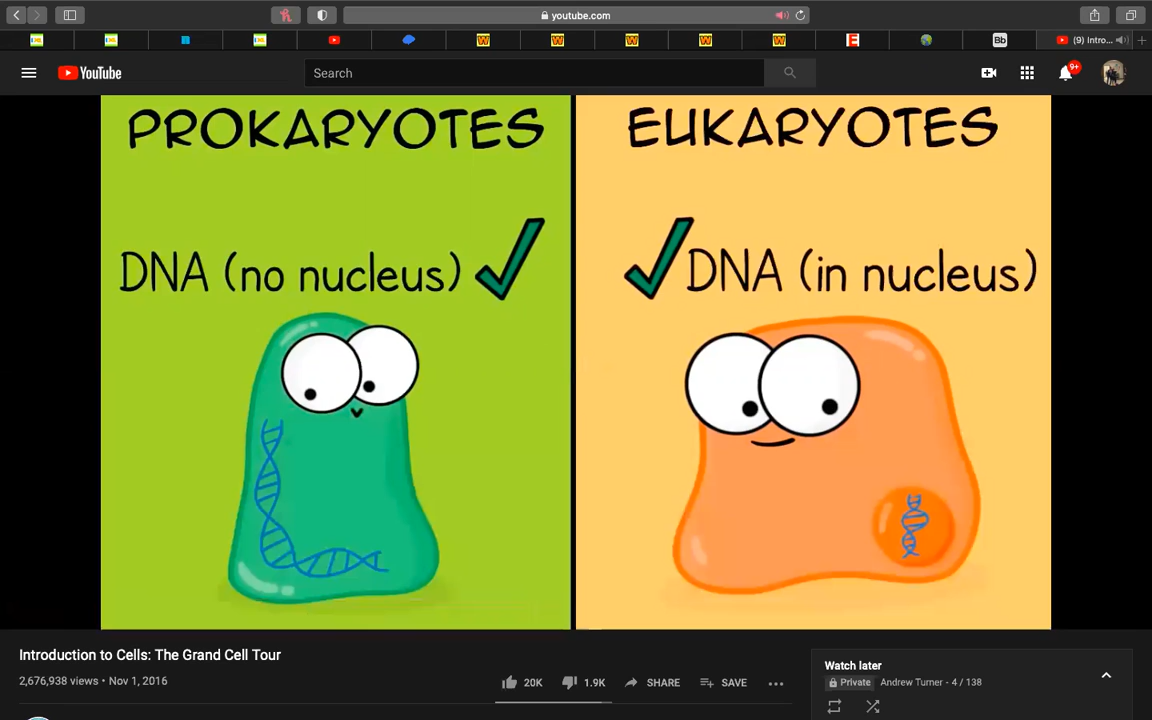 youtube.com
Bb
(9) Intro...
YouTube
Search
9+
PROKARYOTES
EUKARYOTES
DNA (no nucleus)
DNA (in nucleus)
Introduction to Cells: The Grand Cell Tour
2,676,938 views • Nov 1, 2016
20K
1.9K
SHARE
SAVE
Watch later
Private
Andrew Turner - 4 / 138